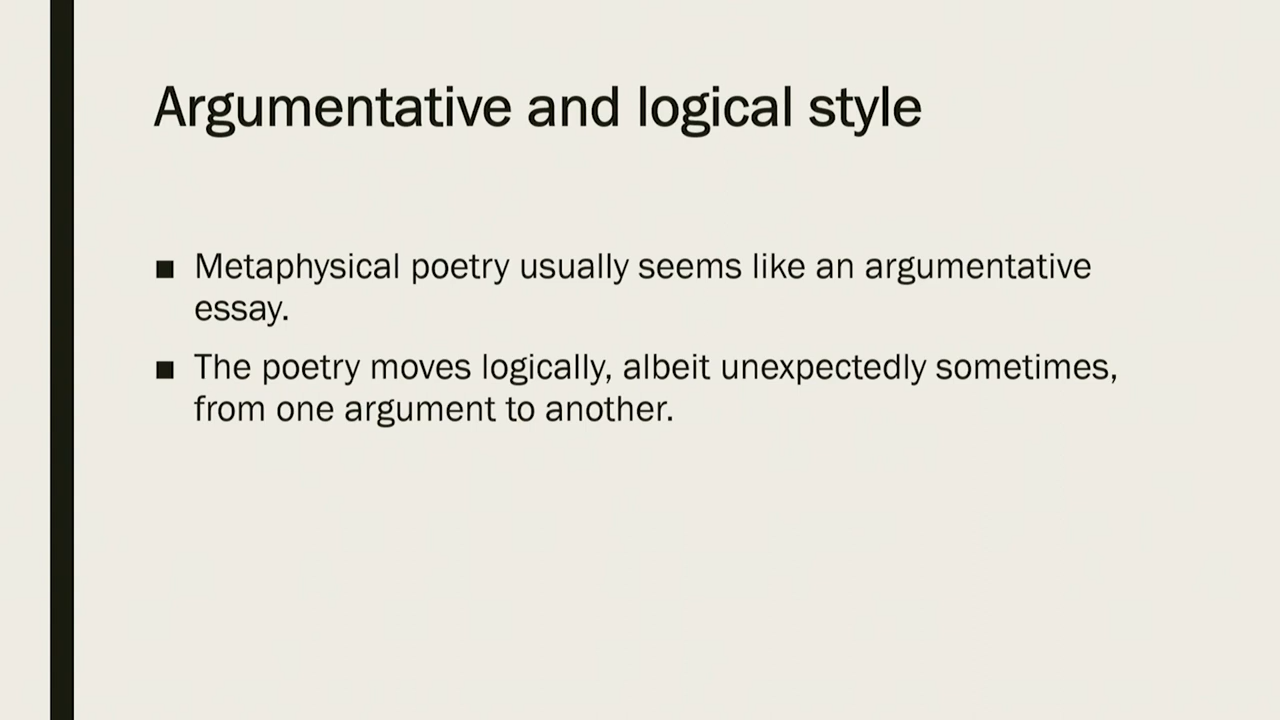 Argumentative and logical style
■ Metaphysical poetry usually seems like an argumentative
essay.
■ The poetry moves logically, albeit unexpectedly sometimes,
from one argument to another.